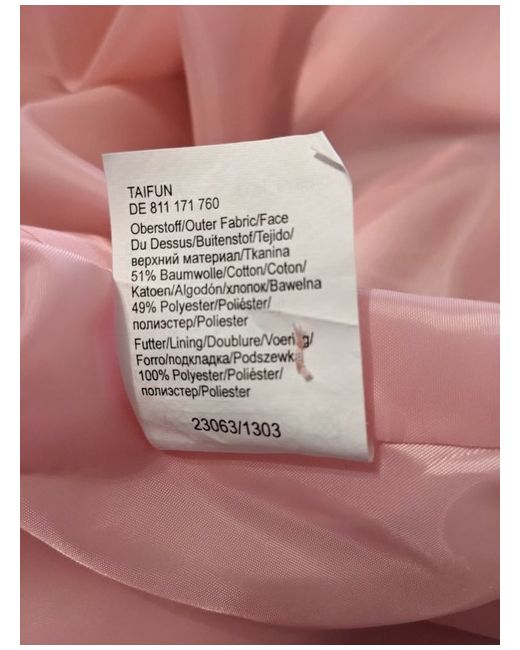 TAIFUN
DE 811 171 760
Oberstoff/Outer Fabric/Face
Du Dessus/Buitenstof/Tejido/
верхний материал/Tkanina
51% Baumwolle/Cotton/Coton/
Katoen/Algodón/хлопок/Bawelna
49% Polyester/Poliéster/
полиэстер/Poliester
Futter/Lining/Doublure/Voering/
Forro/подкладка/Podszewk
100% Polyester/Poliéster/
полиэстер/Poliester
23063/1303